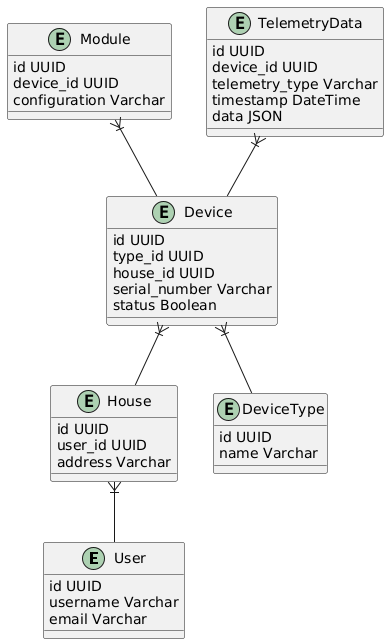 E Module
id UUID
device_id UUID
configuration Varchar
E TelemetryData
id UUID
device_id UUID
telemetry_type Varchar
timestamp DateTime
data JSON
E Device
id UUID
type_id UUID
house_id UUID
serial_number Varchar
status Boolean
E House
id UUID
user_id UUID
address Varchar
E DeviceType
id UUID
name Varchar
E User
id UUID
username Varchar
email Varchar